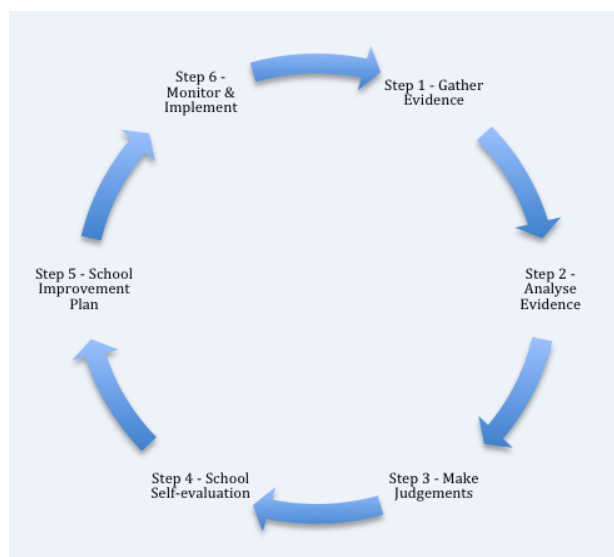 Step 1 - Gather
Evidence
Step 2 -
Analyse
Evidence
Step 3 - Make
Judgements
Step 4 - School
Self-evaluation
Step 5 - School
Improvement
Plan
Step 6 -
Monitor &
Implement